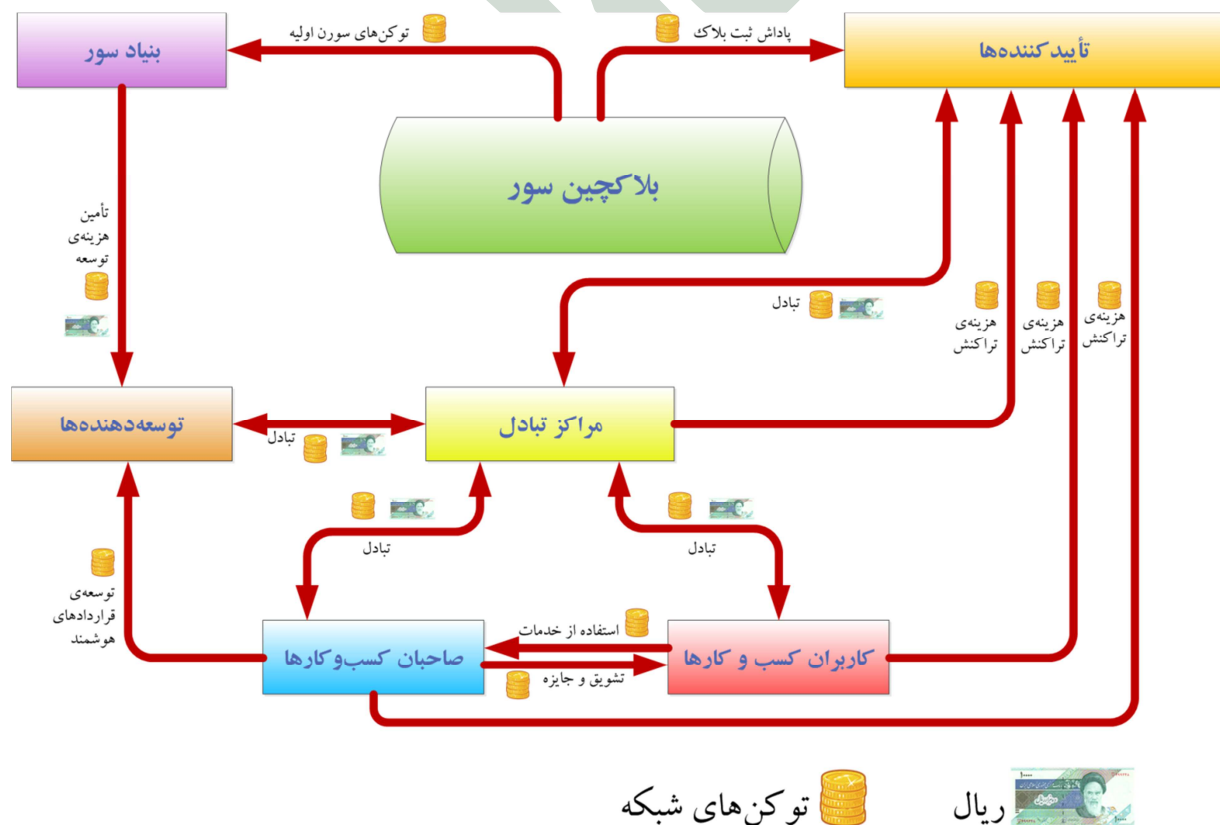 توکن‌های سورن اولیه
پاداش ثبت بلاک
بنیاد سور
تأییدکننده‌ها
بلاکچین سور
تأمین
هزینه‌ی
توسعه
تبادل
هزینه‌ی
تراکنش
هزینه‌ی
تراکنش
هزینه‌ی
تراکنش
توسعه‌دهنده‌ها
مراکز تبادل
تبادل
تبادل
تبادل
توسعه‌ی
قراردادهای
هوشمند
استفاده از خدمات
صاحبان کسب‌وکارها
کاربران کسب و کارها
تشویق و جایزه
ریال
توکن‌های شبکه